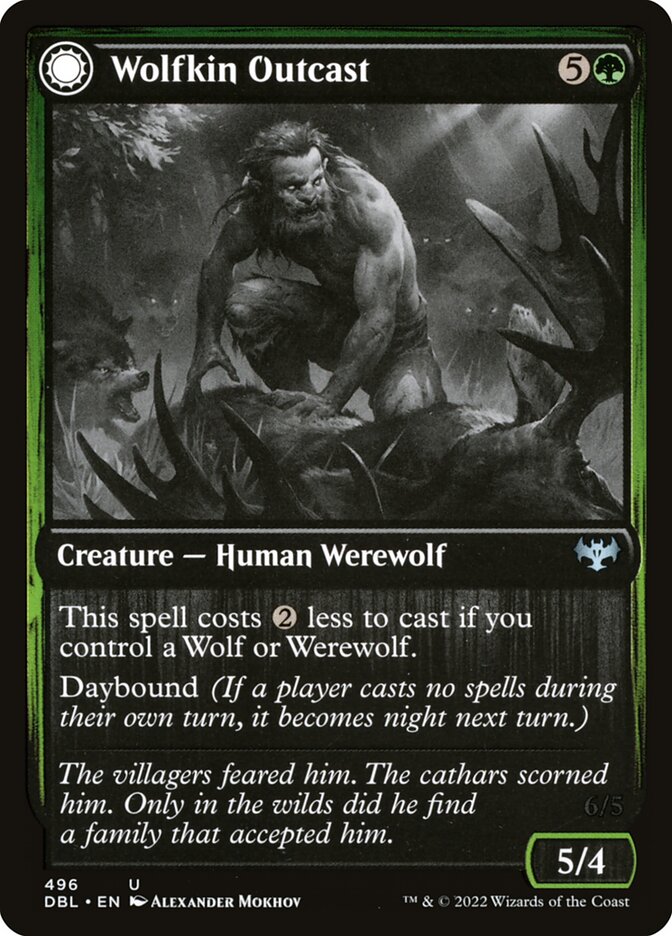 Wolfkin Outcast 5
Creature — Human Werewolf
This spell costs 2 less to cast if you
control a Wolf or Werewolf.
Daybound (If a player casts no spells during
their own turn, it becomes night next turn.)
The villagers feared him. The cathars scorned
him. Only in the wilds did he find
a family that accepted him.
6/5
5/4
496 U
DBL • EN Alexander Mokhov ™ & © 2022 Wizards of the Coast